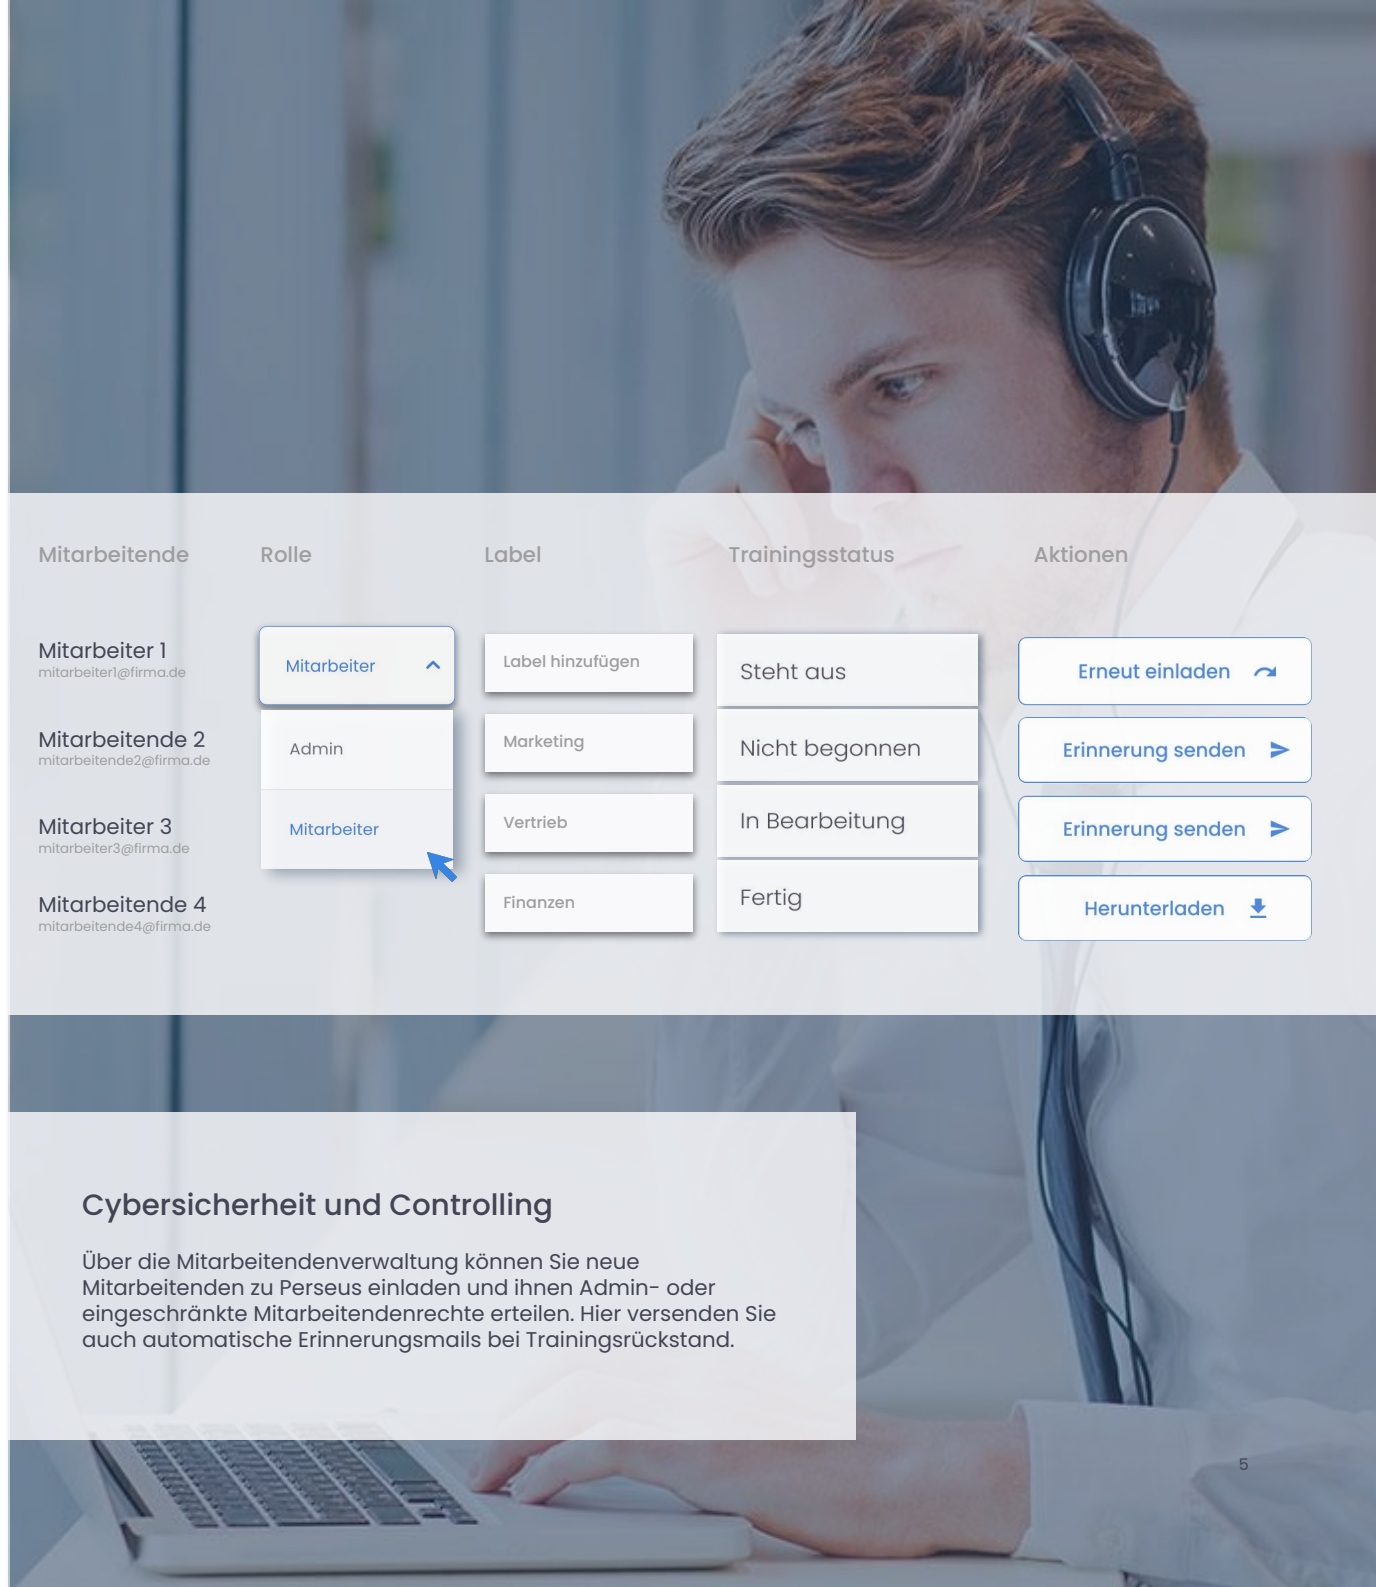 Mitarbeitende Rolle Label Trainingsstatus Aktionen
Mitarbeiter 1
mitarbeiter1@firma.de
Mitarbeiter
Label hinzufügen
Steht aus
Erneut einladen
Mitarbeitende 2
mitarbeitende2@firma.de
Admin
Marketing
Nicht begonnen
Erinnerung senden
Mitarbeiter 3
mitarbeiter3@firma.de
Mitarbeiter
Vertrieb
In Bearbeitung
Erinnerung senden
Mitarbeitende 4
mitarbeitende4@firma.de
Finanzen
Fertig
Herunterladen
Cybersicherheit und Controlling
Über die Mitarbeitendenverwaltung können Sie neue
Mitarbeitenden zu Perseus einladen und ihnen Admin- oder
eingeschränkte Mitarbeitendenrechte erteilen. Hier versenden Sie
auch automatische Erinnerungsmails bei Trainingsrückstand.
5